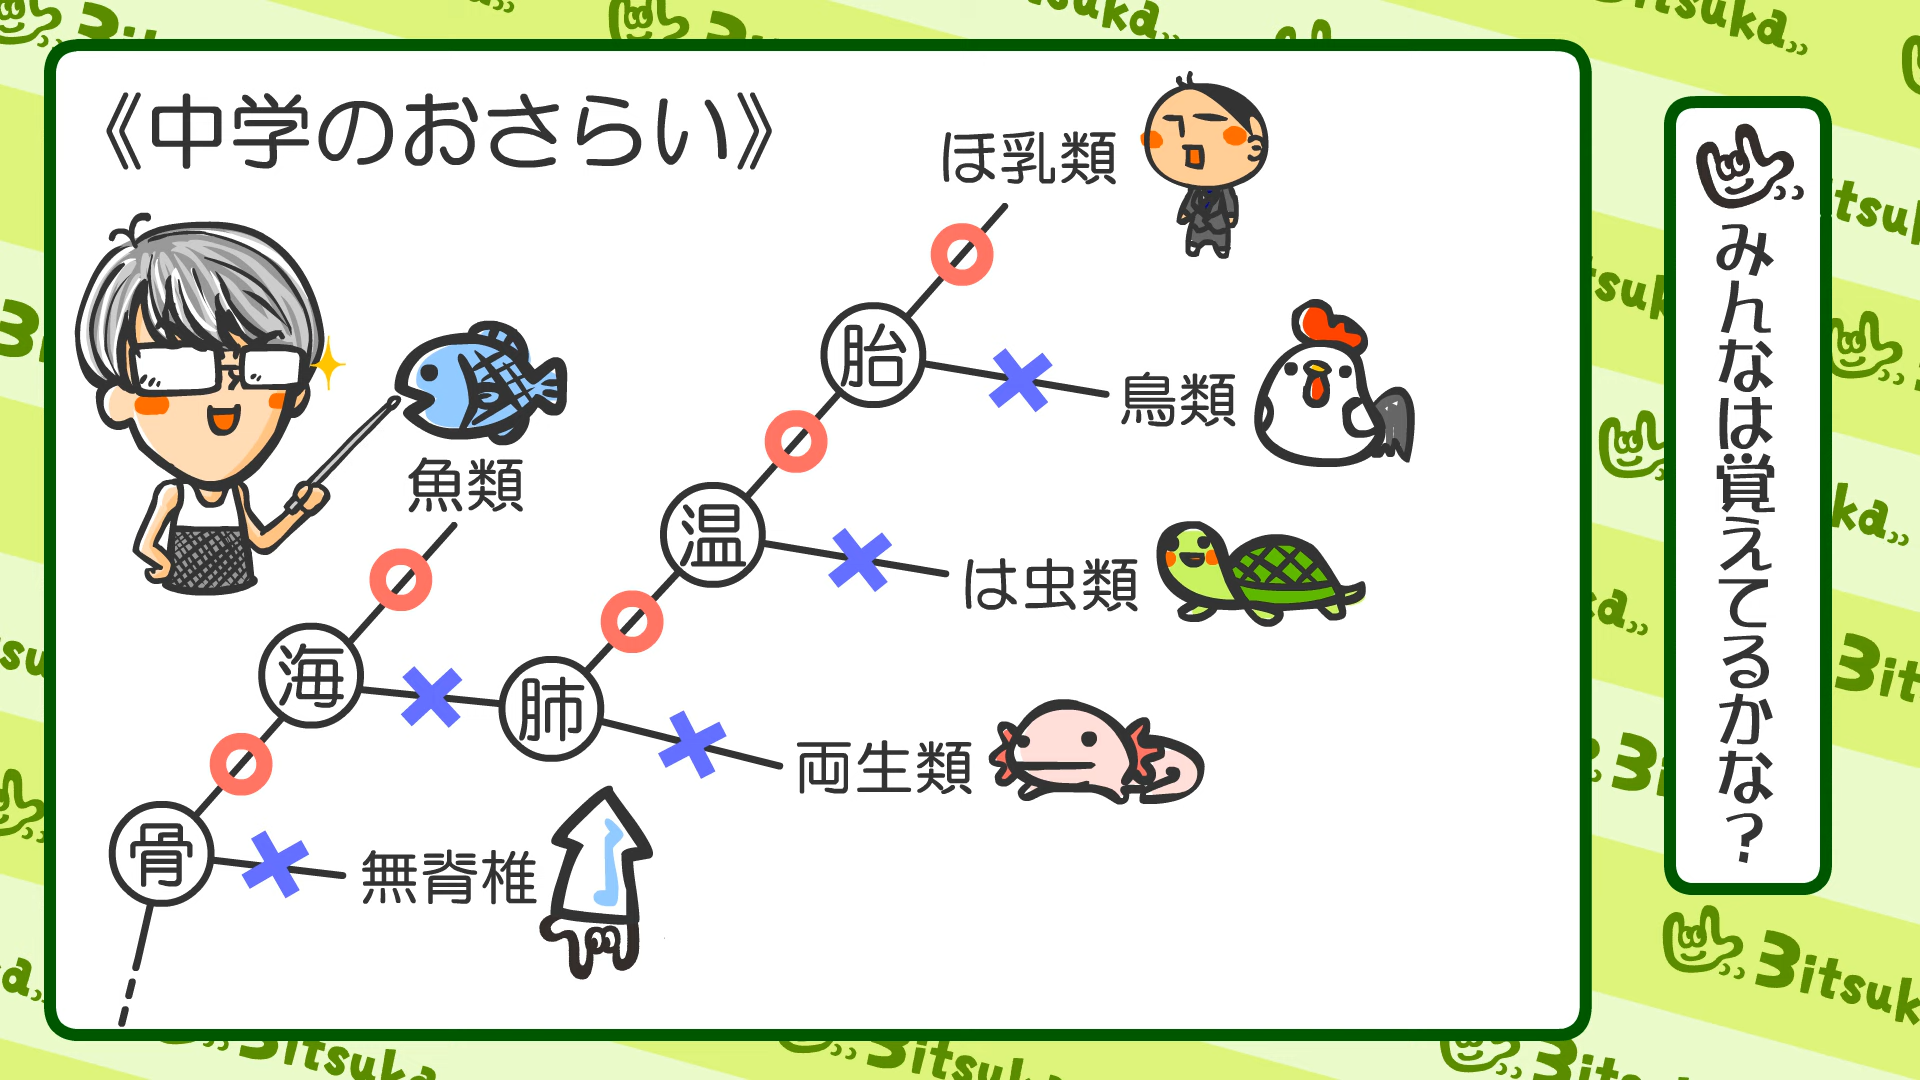 《中学のおさらい》
ほ乳類
胎
鳥類
魚類
温
は虫類
海
肺
両生類
骨
無脊椎
みんなは覚えてるかな?
3itsuka